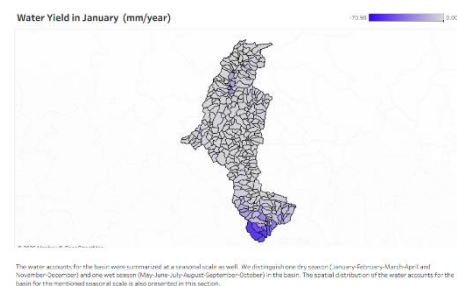 Water Yield in January (mm/year)
-70.98 0.00
© 2025 Mapbox © OpenStreetMap
The water accounts for the basin were summarized at a seasonal scale as well. We distinguish one dry season (January-February-March-April and
November-December) and one wet season (May-June-July-August-September-October) in the basin. The spatial distribution of the water accounts for the
basin for the mentioned seasonal scale is also presented in this section.